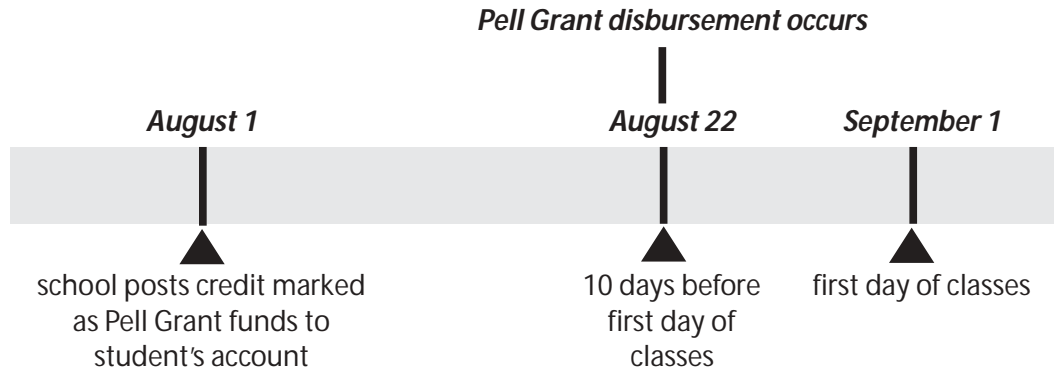 Pell Grant disbursement occurs
August 1
August 22
September 1
school posts credit marked
as Pell Grant funds to
student's account
10 days before
first day of
classes
first day of classes